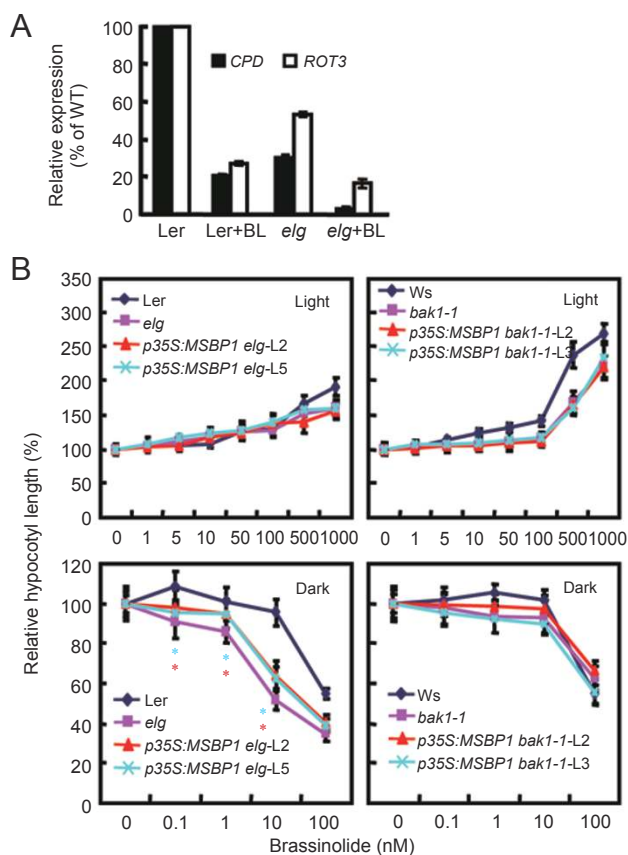 A
Relative expression
(% of WT)
100
80
60
40
20
0
CPD
ROT3
Ler
Ler+BL
elg
elg+BL
B
Relative hypocotyl length (%)
350
300
250
200
150
100
50
0
Ler
elg
p35S:MSBP1 elg-L2
p35S:MSBP1 elg-L5
Light
0 1 5 10 50 100 500 1000
Ws
bak1-1
p35S:MSBP1 bak1-1-L2
p35S:MSBP1 bak1-1-L3
Light
0 1 5 10 50 100 500 1000
120
100
80
60
40
20
0
Dark
*
*
*
*
*
*
Ler
elg
p35S:MSBP1 elg-L2
p35S:MSBP1 elg-L5
0 0.1 1 10 100
Dark
Ws
bak1-1
p35S:MSBP1 bak1-1-L2
p35S:MSBP1 bak1-1-L3
0 0.1 1 10 100
Brassinolide (nM)